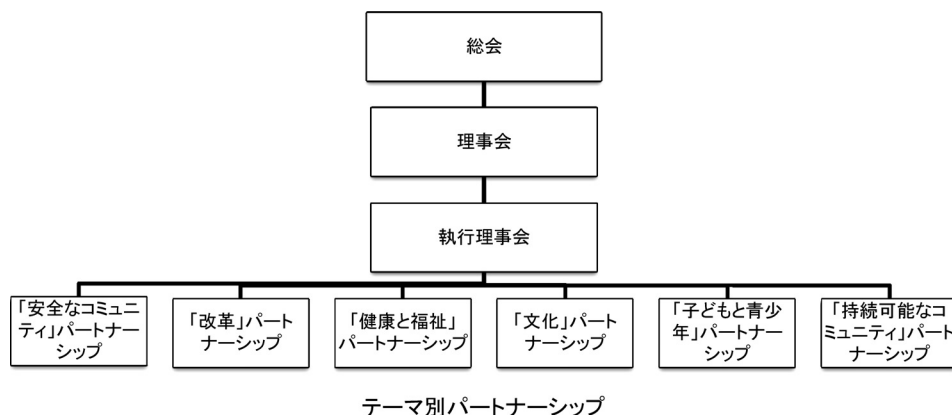 総会
理事会
執行理事会
「安全なコミュニ
ティ」パートナー
シップ
「改革」パート
ナーシップ
「健康と福祉」
パートナーシップ
「文化」パート
ナーシップ
「子どもと青少
年」パートナー
シップ
「持続可能なコ
ミュニティ」パート
ナーシップ
テーマ別パートナーシップ